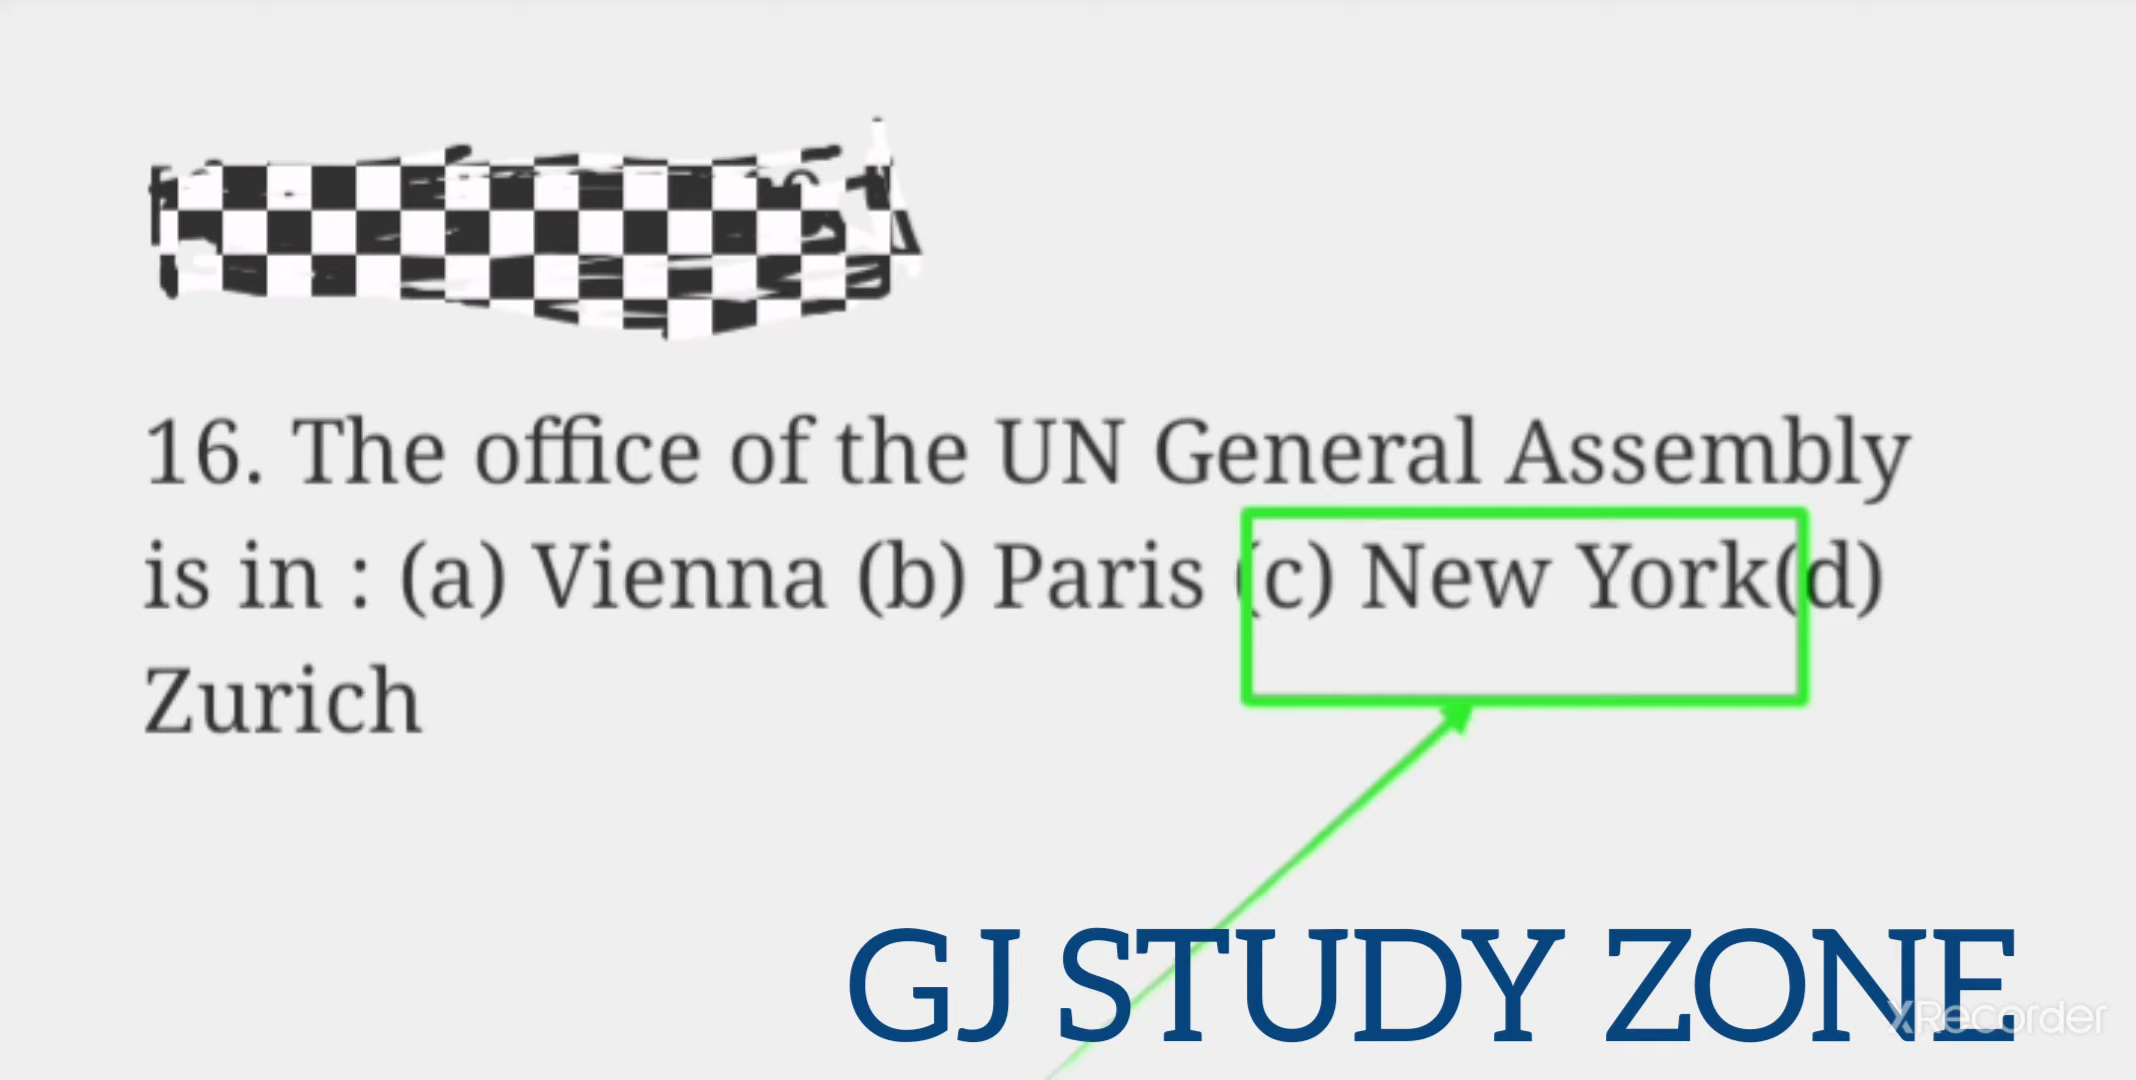 16. The office of the UN General Assembly
is in : (a) Vienna (b) Paris (c) New York(d)
Zurich
GJ STUDY ZONE
XRecorder